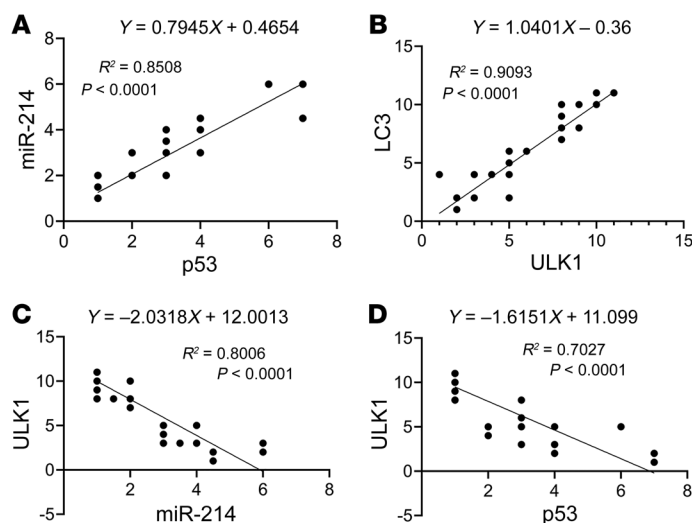 A
Y = 0.7945X + 0.4654
R² = 0.8508
P < 0.0001
miR-214
8
6
4
2
0
0 2 4 6 8
p53
B
Y = 1.0401X – 0.36
R² = 0.9093
P < 0.0001
LC3
15
10
5
0
0 5 10 15
ULK1
C
Y = –2.0318X + 12.0013
R² = 0.8006
P < 0.0001
ULK1
15
10
5
0
-5
2 4 6 8
miR-214
D
Y = –1.6151X + 11.099
R² = 0.7027
P < 0.0001
ULK1
15
10
5
0
-5
2 4 6 8
p53